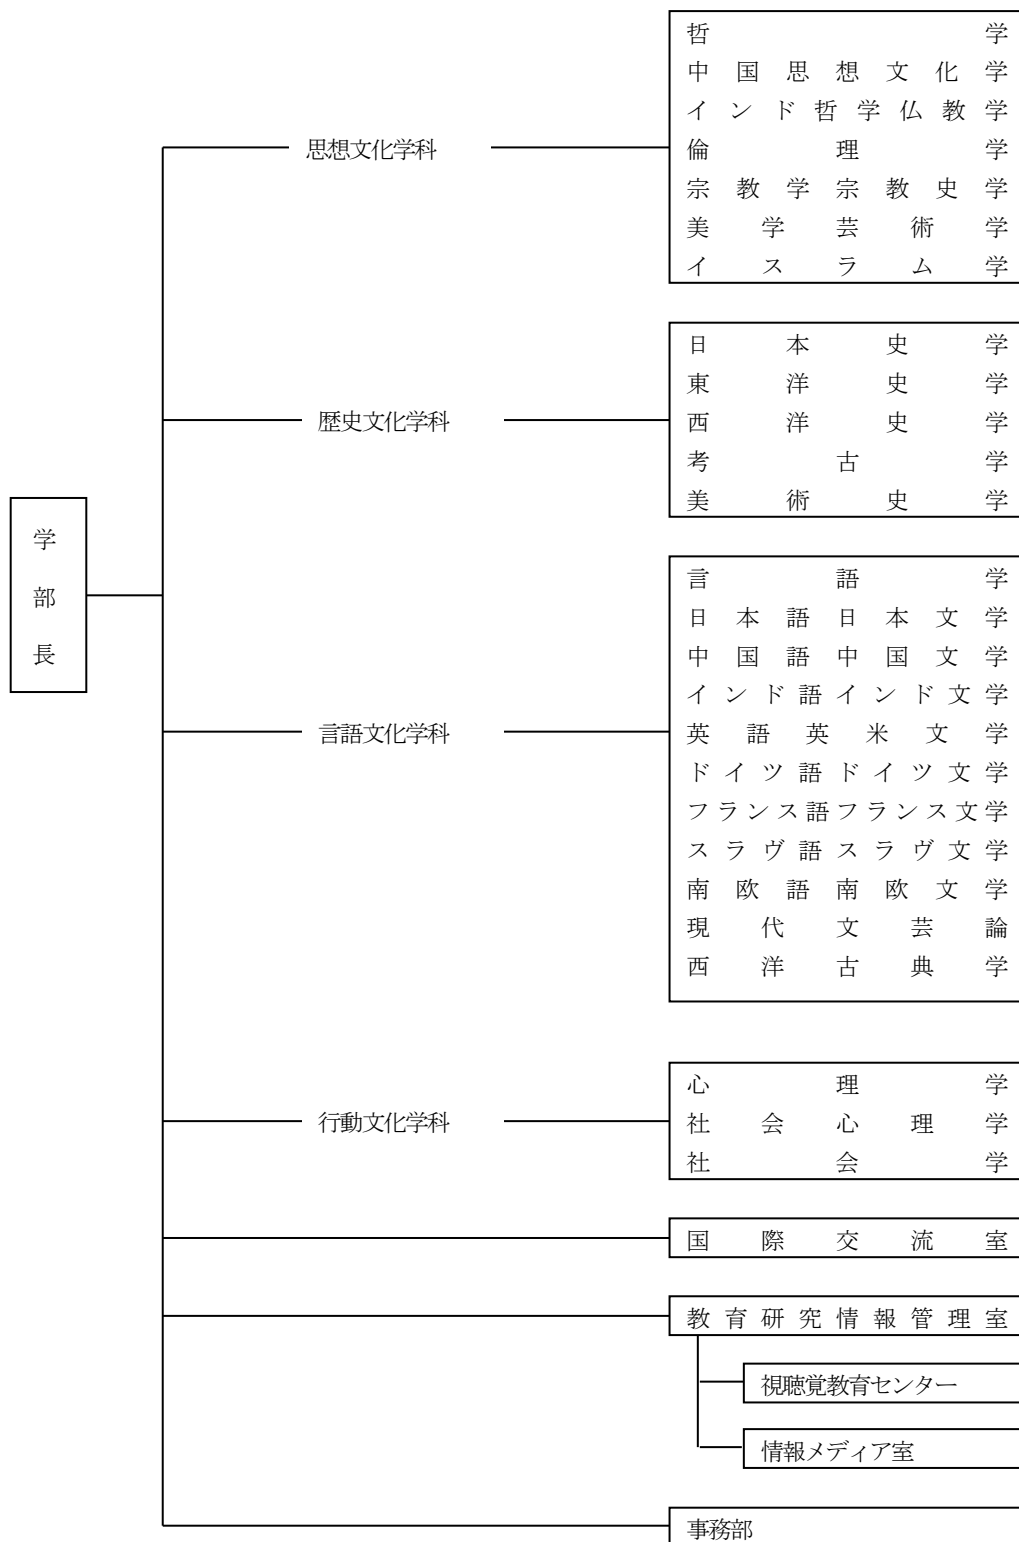 学部長
思想文化学科
哲学
中国思想文化学
インド哲学仏教学
倫理学
宗教学宗教史学
美学芸術学
イスラム学
歴史文化学科
日本史学
東洋史学
西洋史学
考古学
美術史学
言語文化学科
言語学
日本語日本文学
中国語中国文学
インド語インド文学
英語英米文学
ドイツ語ドイツ文学
フランス語フランス文学
スラヴ語スラヴ文学
南欧語南欧文学
現代文芸論
西洋古典学
行動文化学科
心理学
社会心理学
社会学
国際交流室
教育研究情報管理室
視聴覚教育センター
情報メディア室
事務部